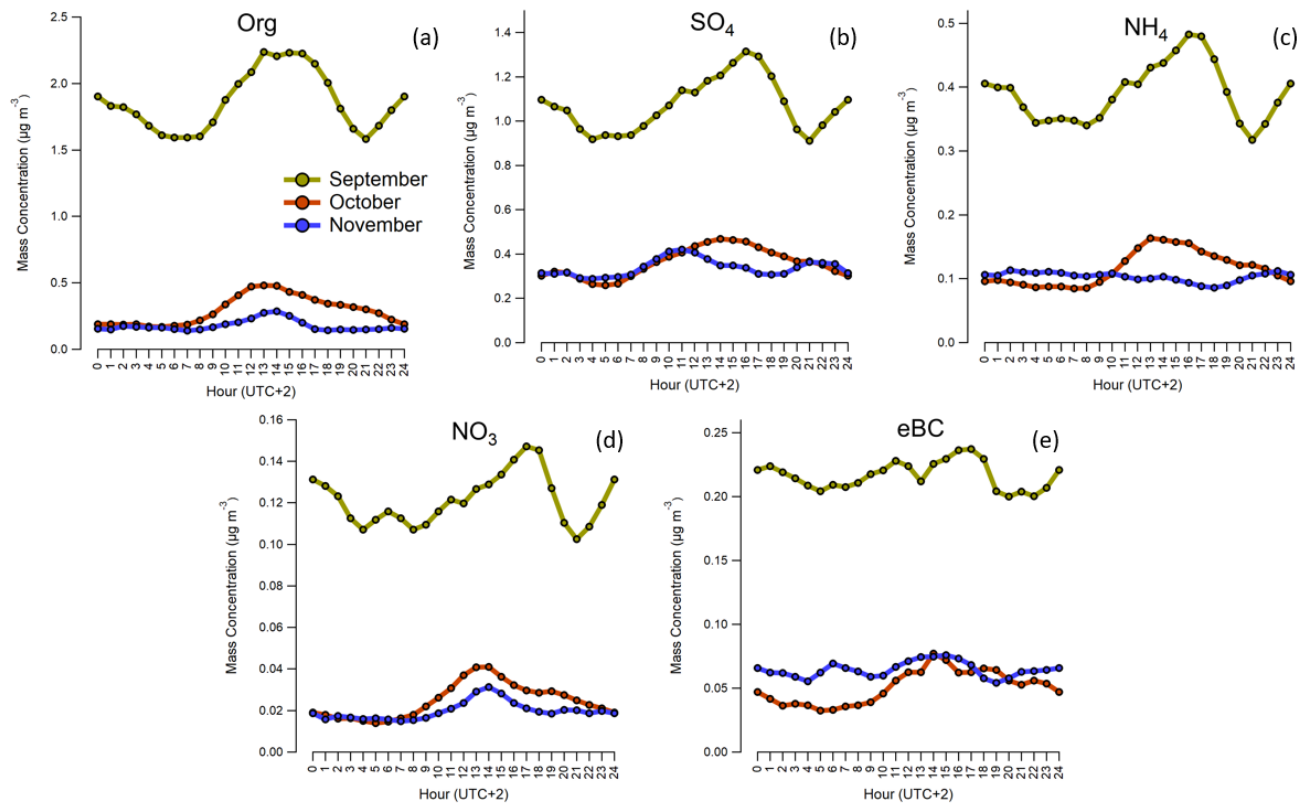 Org
(a)
2.5
2.0
1.5
1.0
0.5
0.0
Mass Concentration (µg m⁻³)
September
October
November
0 1 2 3 4 5 6 7 8 9 10 11 12 13 14 15 16 17 18 19 20 21 22 23 24
Hour (UTC+2)
SO₄
(b)
1.4
1.2
1.0
0.8
0.6
0.4
0.2
0.0
Mass Concentration (µg m⁻³)
0 1 2 3 4 5 6 7 8 9 10 11 12 13 14 15 16 17 18 19 20 21 22 23 24
Hour (UTC+2)
NH₄
(c)
0.5
0.4
0.3
0.2
0.1
0.0
Mass Concentration (µg m⁻³)
0 1 2 3 4 5 6 7 8 9 10 11 12 13 14 15 16 17 18 19 20 21 22 23 24
Hour (UTC+2)
NO₃
(d)
0.16
0.14
0.12
0.10
0.08
0.06
0.04
0.02
0.00
Mass Concentration (µg m⁻³)
0 1 2 3 4 5 6 7 8 9 10 11 12 13 14 15 16 17 18 19 20 21 22 23 24
Hour (UTC+2)
eBC
(e)
0.25
0.20
0.15
0.10
0.05
0.00
Mass Concentration (µg m⁻³)
0 1 2 3 4 5 6 7 8 9 10 11 12 13 14 15 16 17 18 19 20 21 22 23 24
Hour (UTC+2)